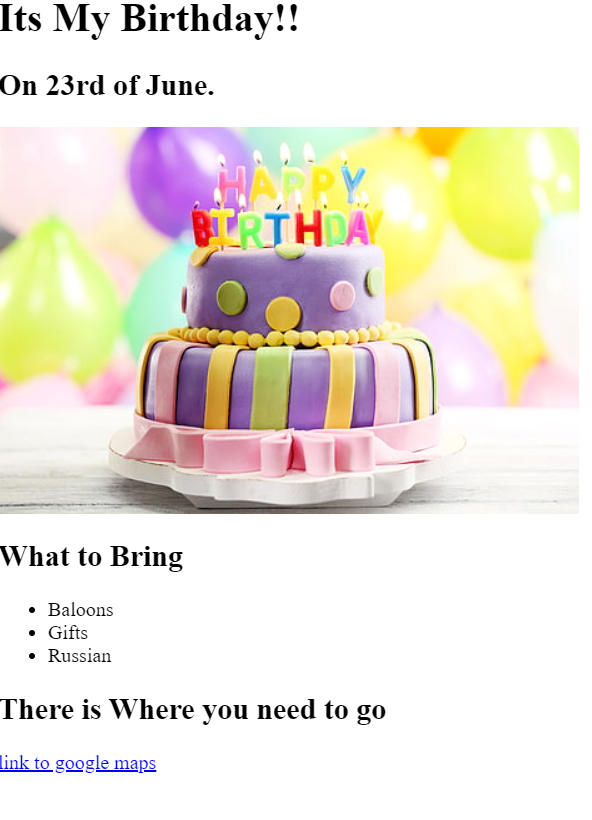 Its My Birthday!!
On 23rd of June.
HAPPY
BIRTHDAY
What to Bring
Baloons
Gifts
Russian
There is Where you need to go
link to google maps